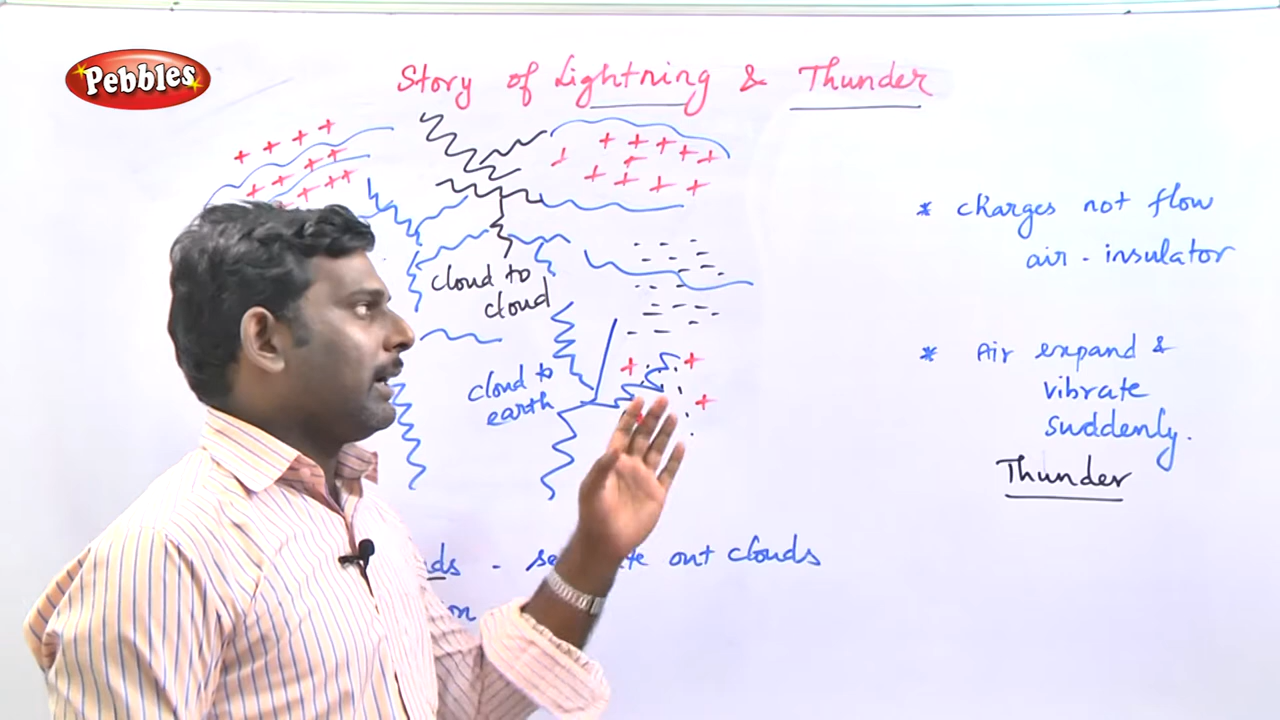 Pebbles
Story of Lightning & Thunder
* charges not flow
air - insulator
cloud to
cloud
* Air expand &
vibrate
suddenly.
cloud to
earth
Thunder
out clouds